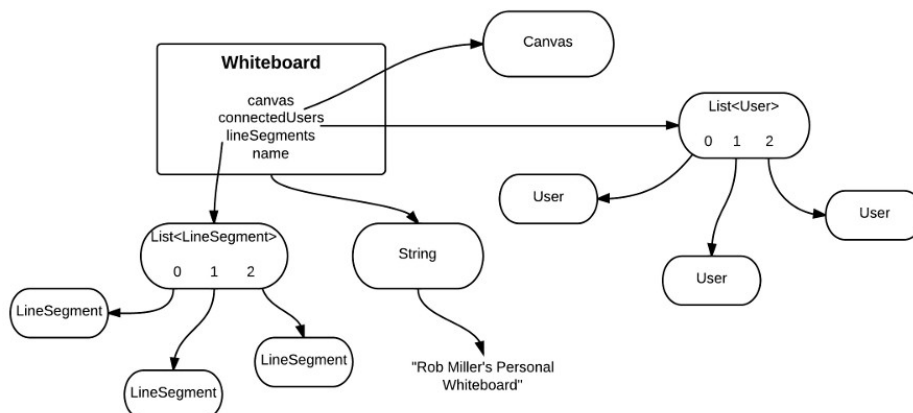 Whiteboard
canvas
connectedUsers
lineSegments
name
Canvas
List<User>
0 1 2
User
User
User
List<LineSegment>
0 1 2
LineSegment
LineSegment
LineSegment
String
"Rob Miller's Personal
Whiteboard"